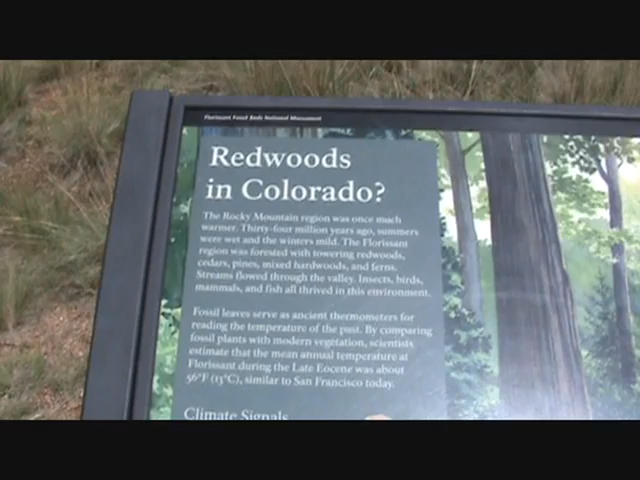 Florissant Fossil Beds National Monument
Redwoods
in Colorado?
The Rocky Mountain region was once much
warmer. Thirty-four million years ago, summers
were wet and the winters mild. The Florissant
region was forested with towering redwoods,
cedars, pines, mixed hardwoods, and ferns.
Streams flowed through the valley. Insects, birds,
mammals, and fish all thrived in this environment.
Fossil leaves serve as ancient thermometers for
reading the temperature of the past. By comparing
fossil plants with modern vegetation, scientists
estimate that the mean annual temperature at
Florissant during the Late Eocene was about
56°F (13°C), similar to San Francisco today.
Climate Signals